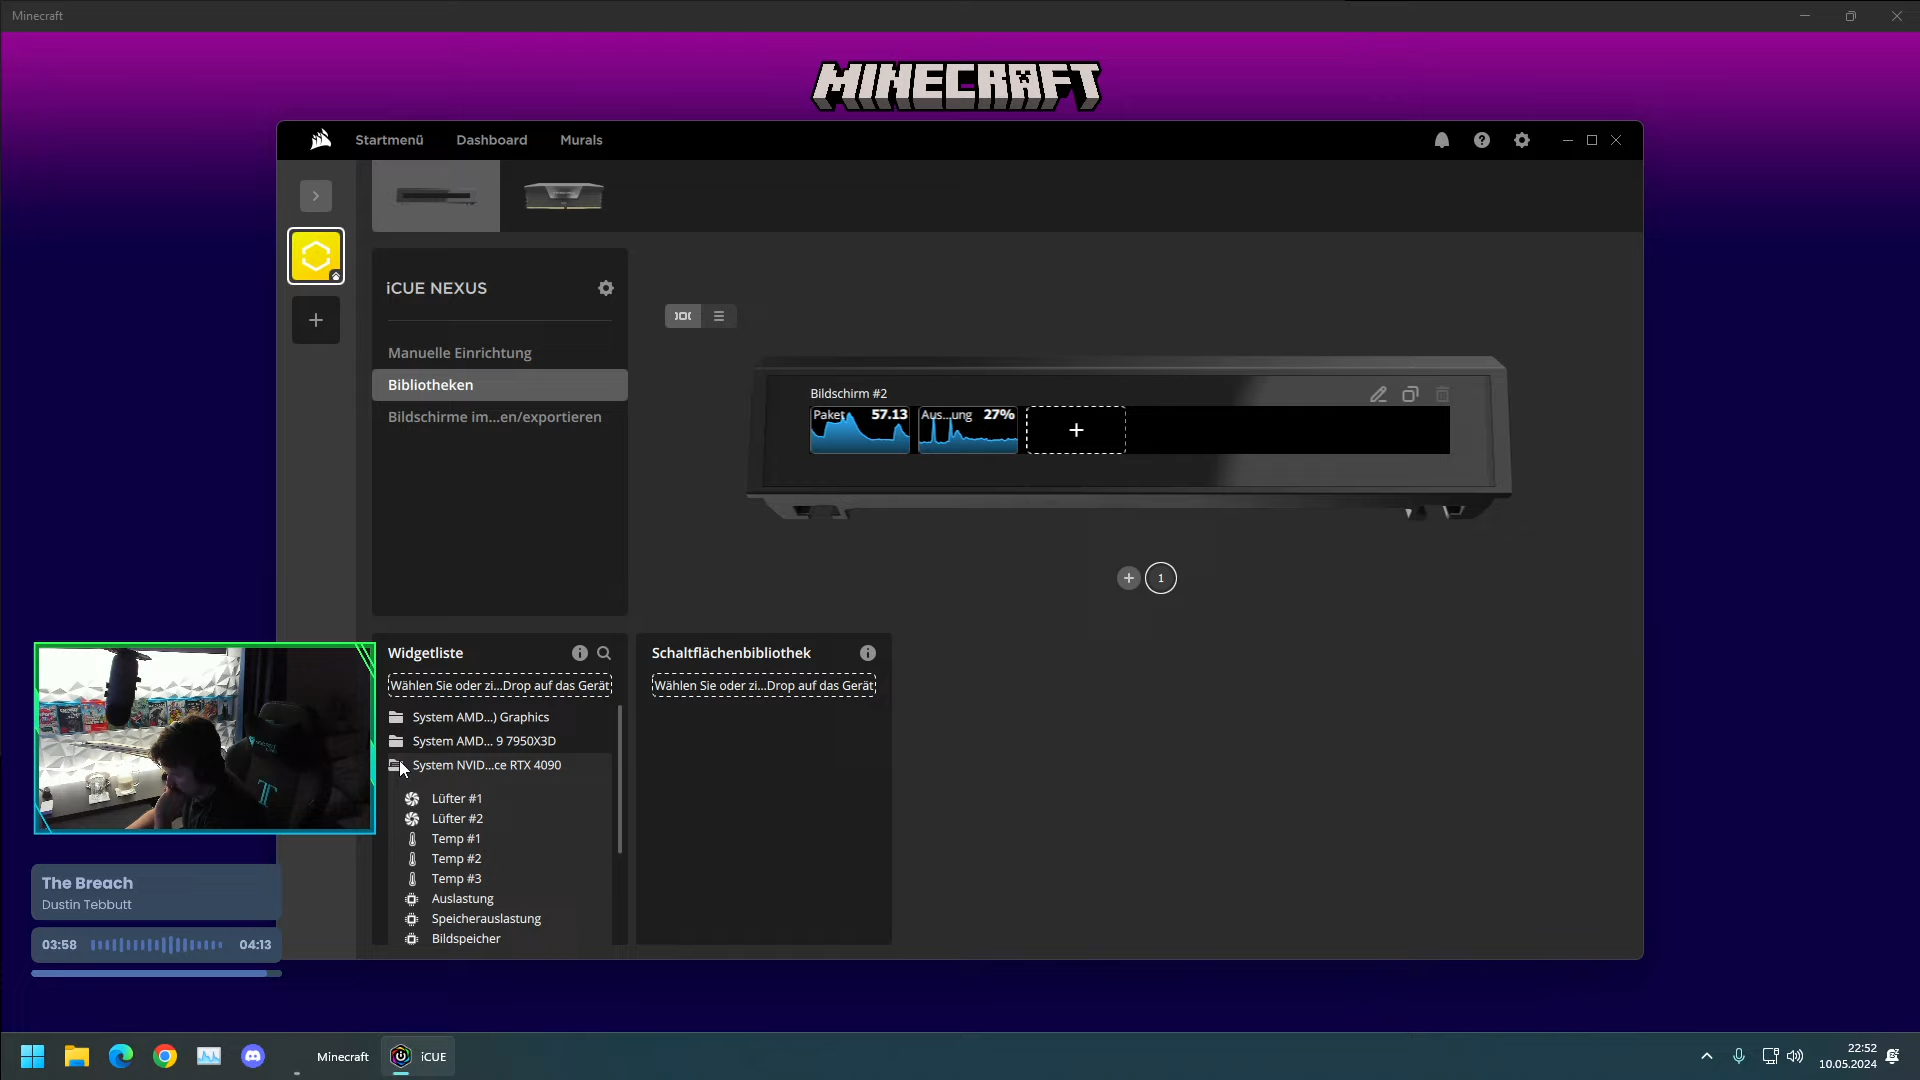 Minecraft
MINECRAFT
Startmenü
Dashboard
Murals
iCUE NEXUS
Manuelle Einrichtung
Bibliotheken
Bildschirme im...en/exportieren
Bildschirm #2
Paket
57.13
Aus...ung
27%
1
Widgetliste
Wählen Sie oder zi...Drop auf das Gerät
System AMD...) Graphics
System AMD... 9 7950X3D
System NVID...ce RTX 4090
Lüfter #1
Lüfter #2
Temp #1
Temp #2
Temp #3
Auslastung
Speicherauslastung
Bildspeicher
Schaltflächenbibliothek
Wählen Sie oder zi...Drop auf das Gerät
The Breach
Dustin Tebbutt
03:58
04:13
Minecraft
iCUE
22:52
10.05.2024